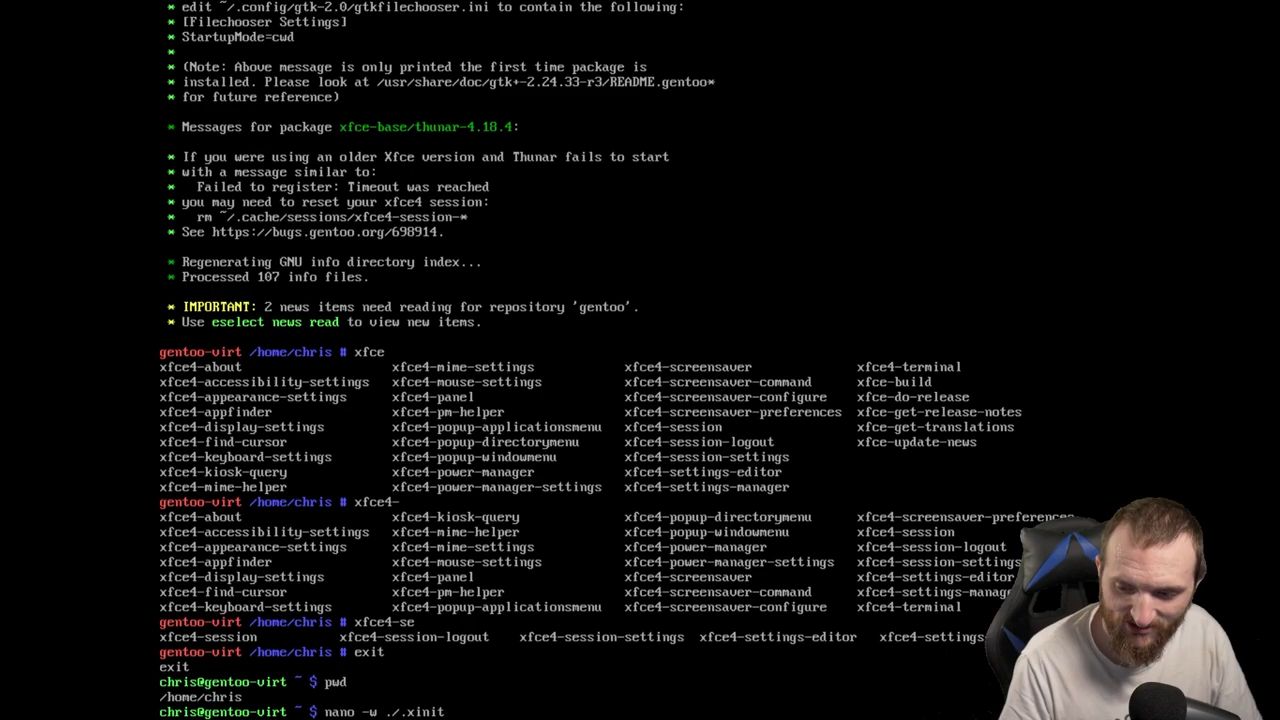 * edit ~/.config/gtk-2.0/gtkfilechooser.ini to contain the following:
* [Filechooser Settings]
* StartupMode=cwd
*
* (Note: Above message is only printed the first time package is
* installed. Please look at /usr/share/doc/gtk+-2.24.33-r3/README.gentoo*
* for future reference)
* Messages for package xfce-base/thunar-4.18.4:
* If you were using an older Xfce version and Thunar fails to start
* with a message similar to:
*   Failed to register: Timeout was reached
* you may need to reset your xfce4 session:
*   rm ~/.cache/sessions/xfce4-session-*
* See https://bugs.gentoo.org/698914.
* Regenerating GNU info directory index...
* Processed 107 info files.
* IMPORTANT: 2 news items need reading for repository 'gentoo'.
* Use eselect news read to view new items.
gentoo-virt /home/chris # xfce
xfce4-about xfce4-mime-settings xfce4-screensaver xfce4-terminal
xfce4-accessibility-settings xfce4-mouse-settings xfce4-screensaver-command xfce-build
xfce4-appearance-settings xfce4-panel xfce4-screensaver-configure xfce-do-release
xfce4-appfinder xfce4-pm-helper xfce4-screensaver-preferences xfce-get-release-notes
xfce4-display-settings xfce4-popup-applicationsmenu xfce4-session xfce-get-translations
xfce4-find-cursor xfce4-popup-directorymenu xfce4-session-logout xfce-update-news
xfce4-keyboard-settings xfce4-popup-windowmenu xfce4-session-settings
xfce4-kiosk-query xfce4-power-manager xfce4-settings-editor
xfce4-mime-helper xfce4-power-manager-settings xfce4-settings-manager
gentoo-virt /home/chris # xfce4-
xfce4-about xfce4-kiosk-query xfce4-popup-directorymenu xfce4-screensaver-preferences
xfce4-accessibility-settings xfce4-mime-helper xfce4-popup-windowmenu xfce4-session
xfce4-appearance-settings xfce4-mime-settings xfce4-power-manager xfce4-session-logout
xfce4-appfinder xfce4-mouse-settings xfce4-power-manager-settings xfce4-session-settings
xfce4-display-settings xfce4-panel xfce4-screensaver xfce4-settings-editor
xfce4-find-cursor xfce4-pm-helper xfce4-screensaver-command xfce4-settings-mana
xfce4-keyboard-settings xfce4-popup-applicationsmenu xfce4-screensaver-configure xfce4-terminal
gentoo-virt /home/chris # xfce4-se
xfce4-session xfce4-session-logout xfce4-session-settings xfce4-settings-editor xfce4-settings
gentoo-virt /home/chris # exit
exit
chris@gentoo-virt ~ $ pwd
/home/chris
chris@gentoo-virt ~ $ nano -w ./.xinit